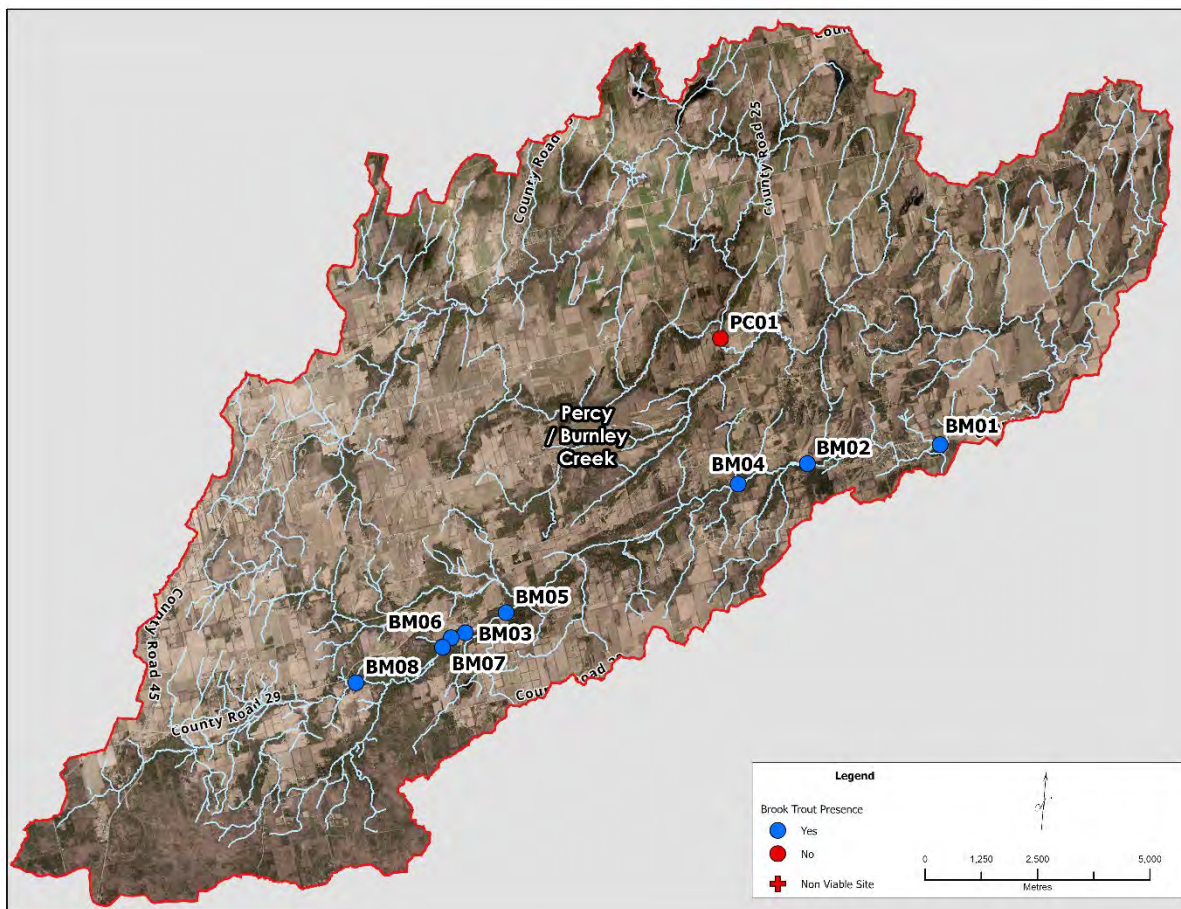 County Road 25
County Road
PC01
Percy
/ Burnley
Creek
BM01
BM02
BM04
BM05
BM06
BM03
BM07
BM08
County Road 45
County Road 29
Legend
Brook Trout Presence
Yes
No
Non Viable Site
0
1,250
2,500
5,000
Metres